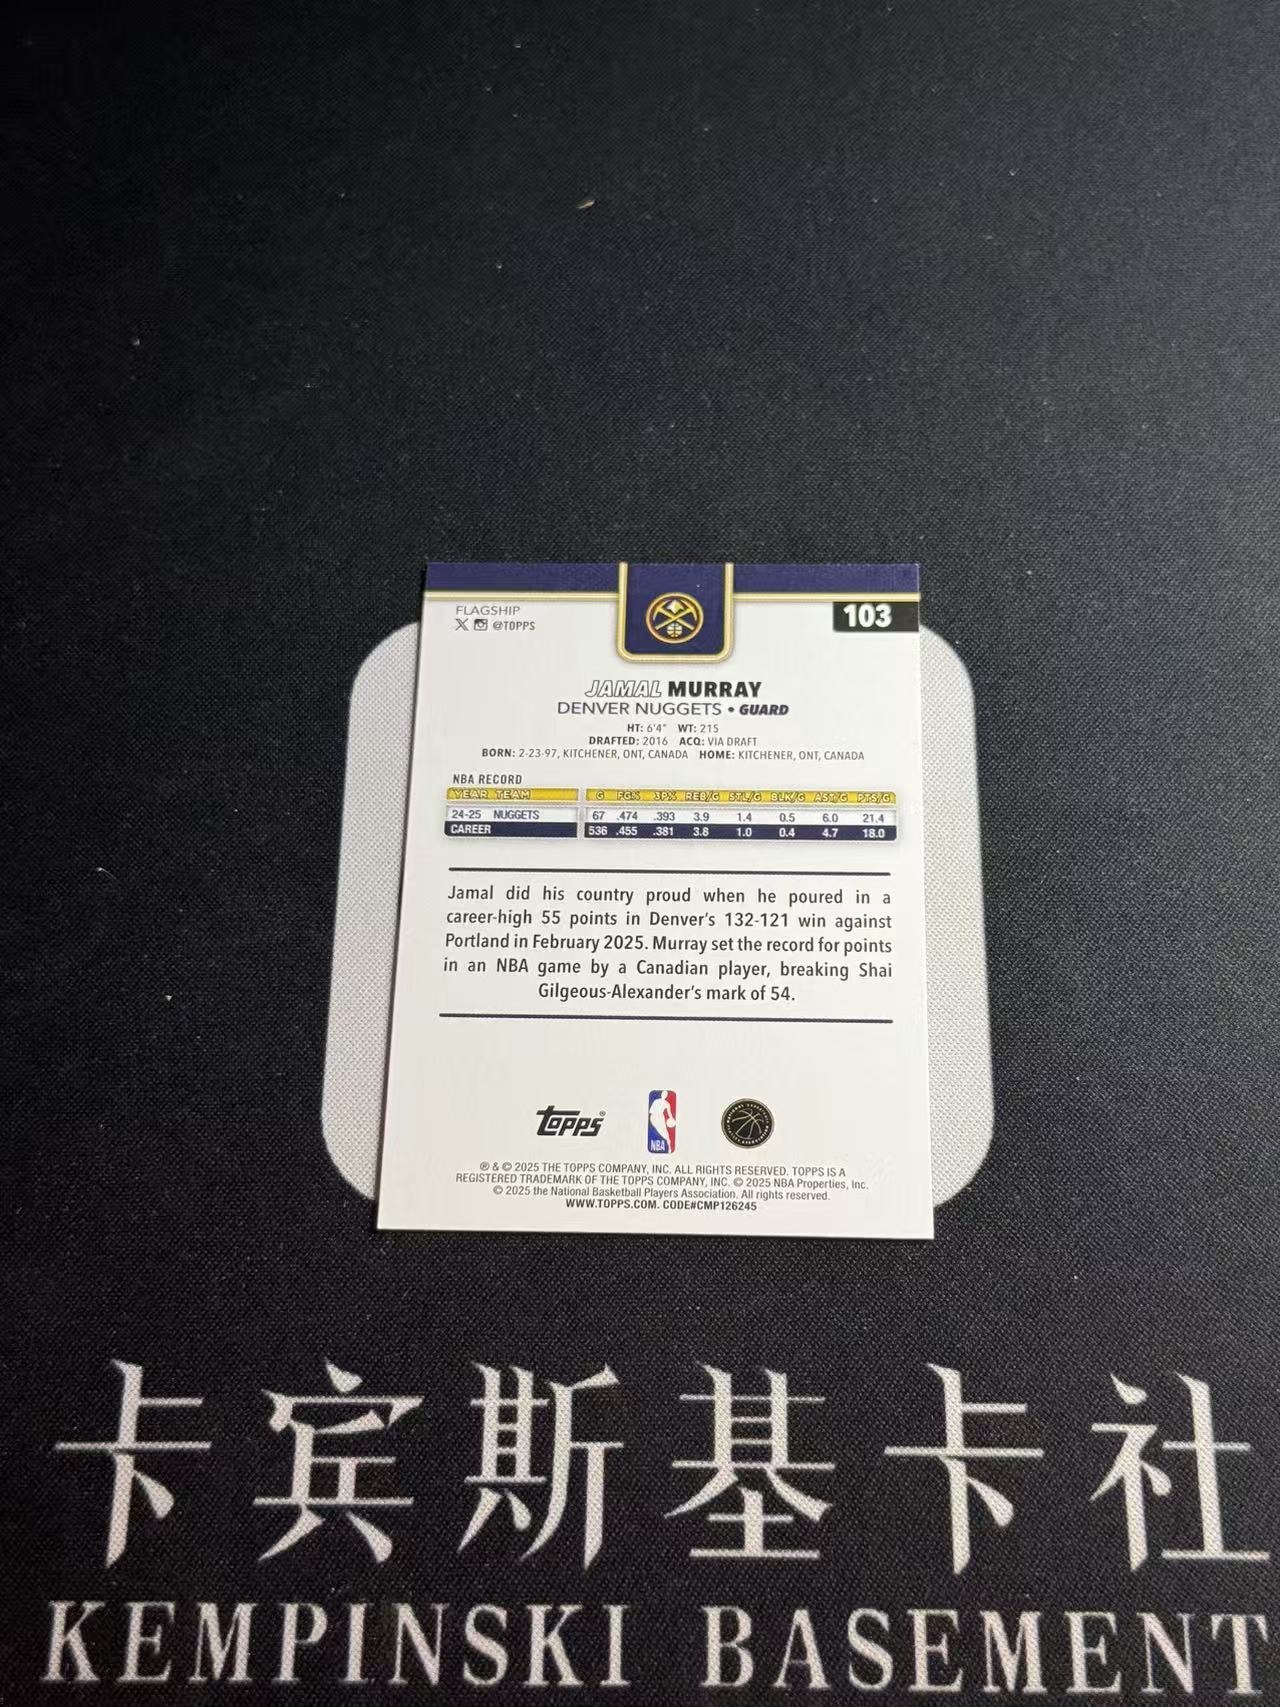 FLAGSHIP
@TOPPS
103
JAMAL MURRAY
DENVER NUGGETS • GUARD
HT: 6'4" WT: 215
DRAFTED: 2016 ACQ: VIA DRAFT
BORN: 2-23-97, KITCHENER, ONT, CANADA HOME: KITCHENER, ONT, CANADA
NBA RECORD
YEAR TEAM G FG% 3P% REB/G STL/G BLK/G AST/G PTS/G
24-25 NUGGETS 67 .474 .393 3.9 1.4 0.5 6.0 21.4
CAREER 536 .455 .381 3.8 1.0 0.4 4.7 18.0
Jamal did his country proud when he poured in a
career-high 55 points in Denver's 132-121 win against
Portland in February 2025. Murray set the record for points
in an NBA game by a Canadian player, breaking Shai
Gilgeous-Alexander's mark of 54.
Topps®
NBA
® & © 2025 THE TOPPS COMPANY, INC. ALL RIGHTS RESERVED. TOPPS IS A
REGISTERED TRADEMARK OF THE TOPPS COMPANY, INC. © 2025 NBA Properties, Inc.
© 2025 the National Basketball Players Association. All rights reserved.
WWW.TOPPS.COM. CODE#CMP126245
卡宾斯基卡社
KEMPINSKI BASEMENT